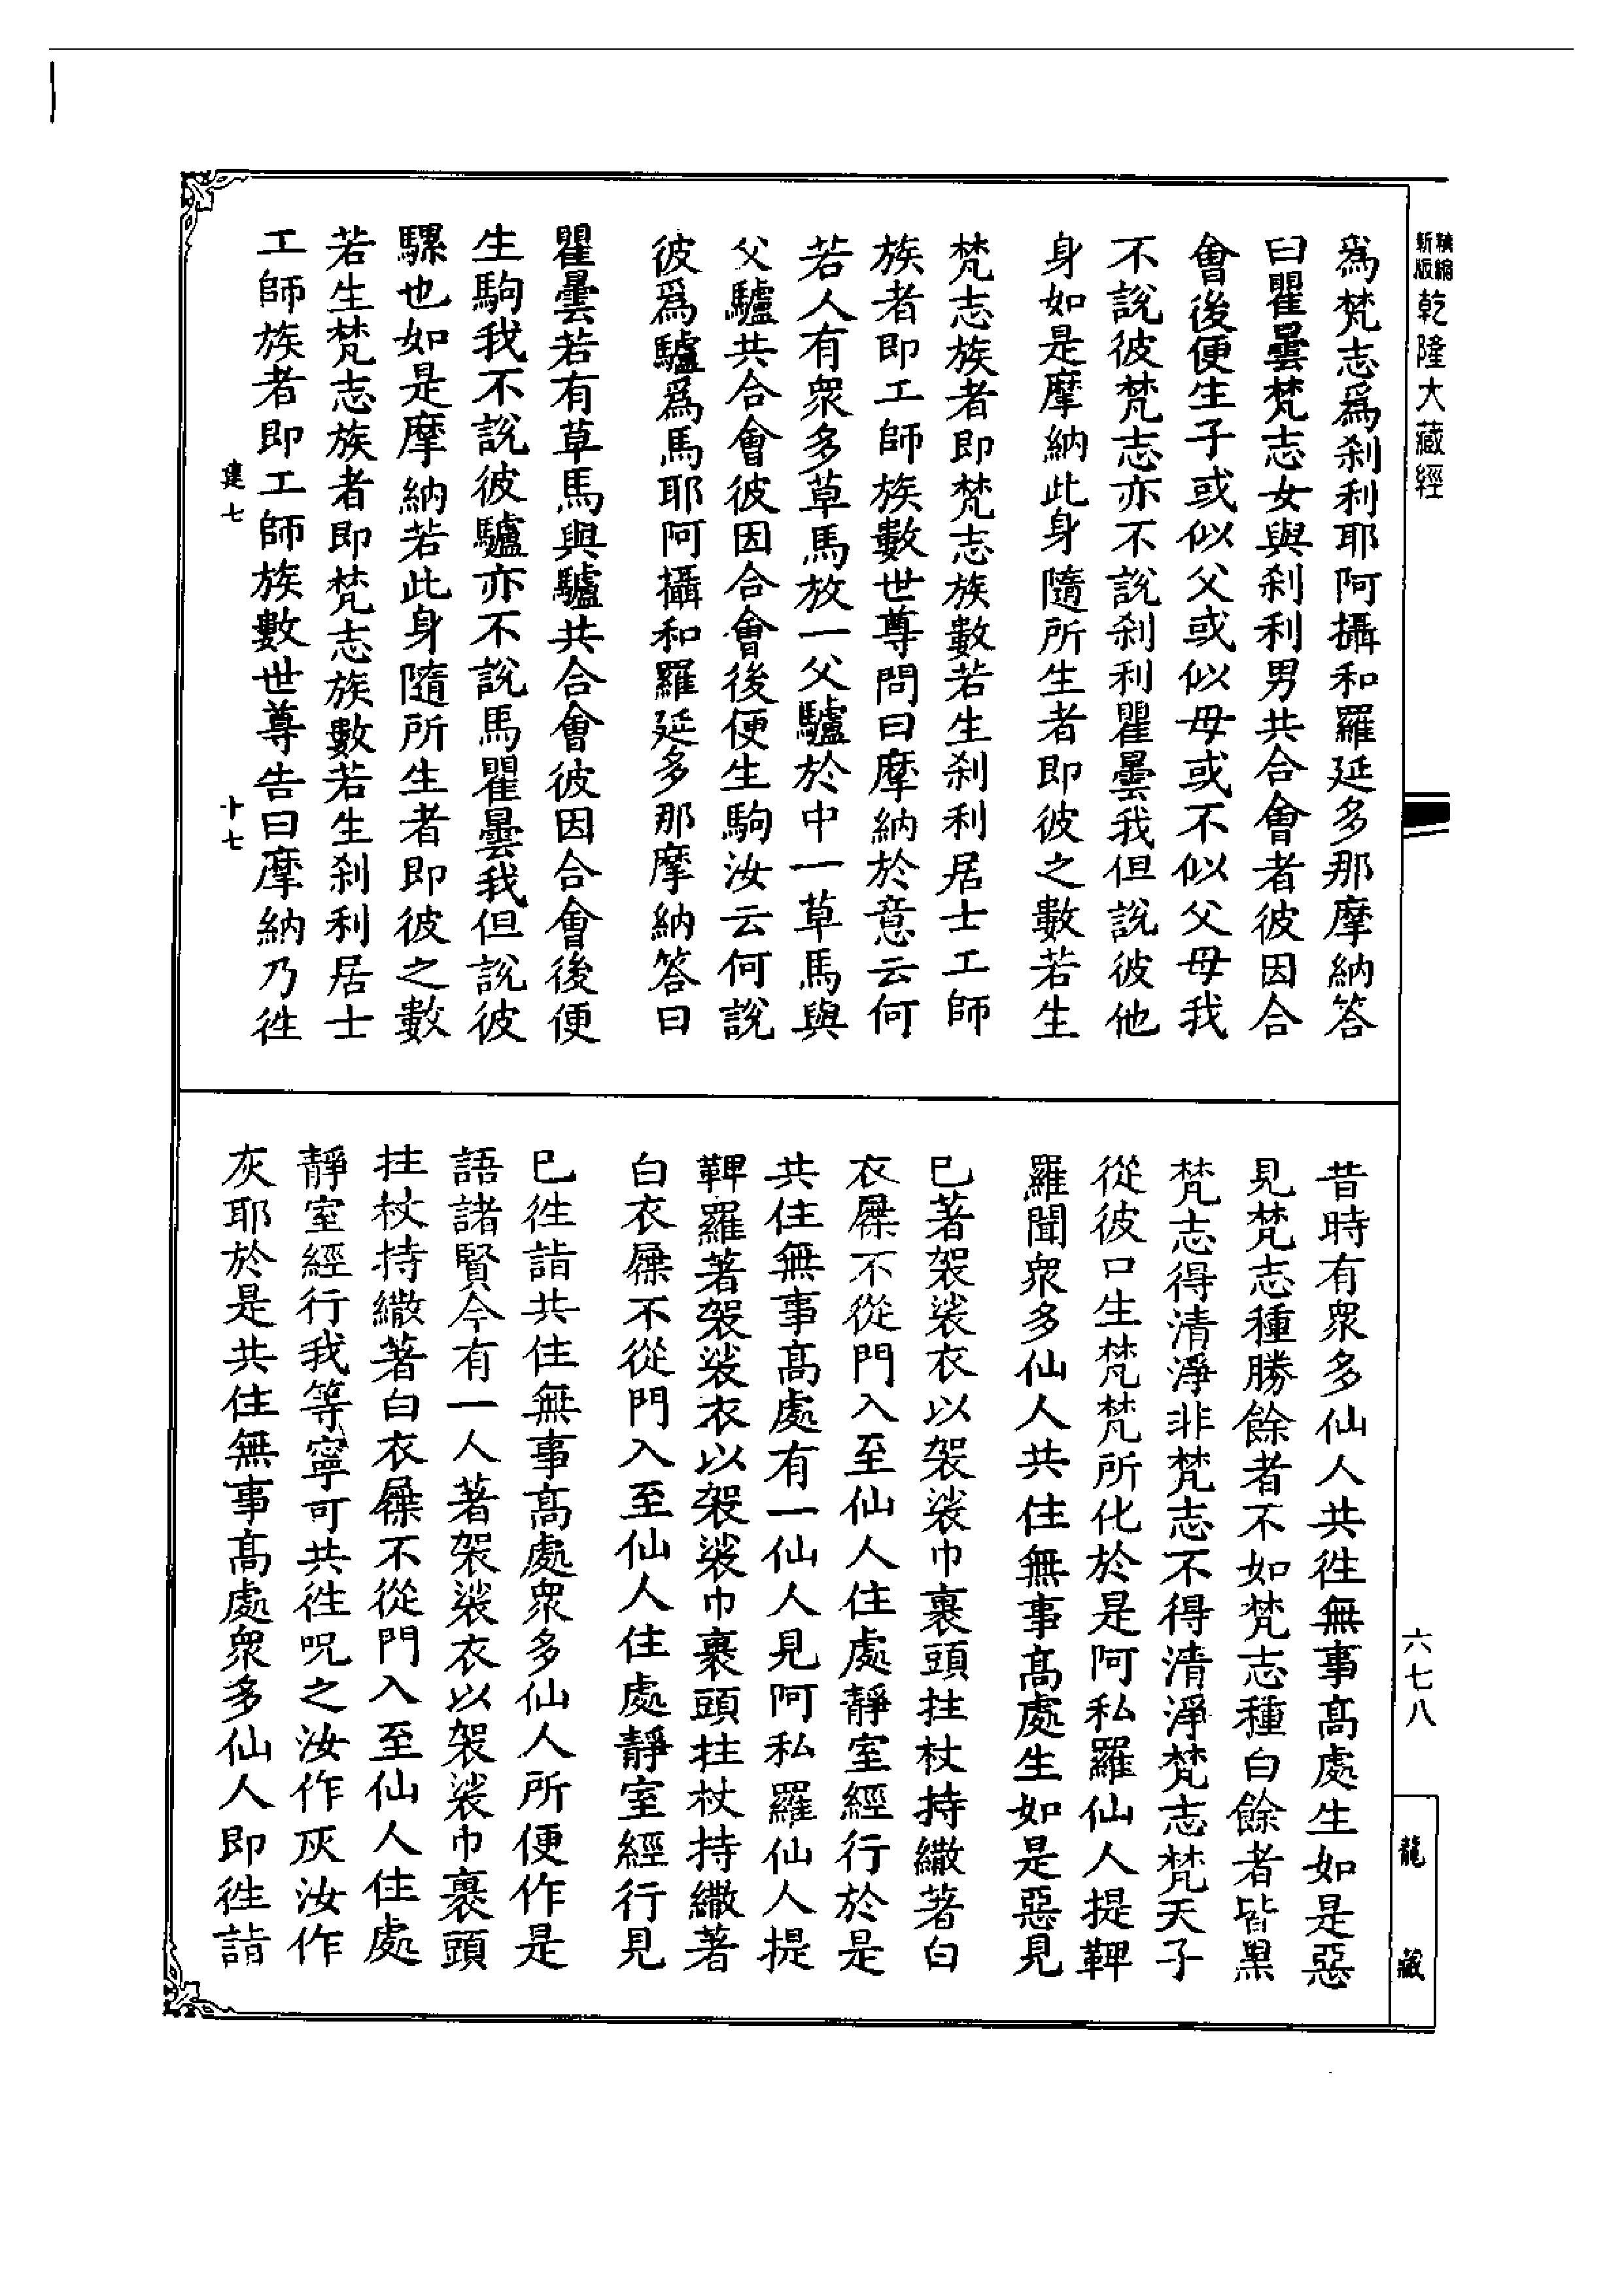 精縮新版乾隆大藏經
爲梵志爲刹利耶阿攝和羅延多那摩納答
曰瞿曇梵志女與刹利男共合會者彼因合
會後便生子或似父或似母或不似父母我
不說彼梵志亦不說刹利瞿曇我但說彼他
身如是摩納此身隨所生者即彼之數若生
梵志族者即梵志族數若生刹利居士工師
族者即工師族數世尊問曰摩納於意云何
若人有衆多草馬放一父驢於中一草馬與
父驢共合會彼因合會後便生駒汝云何說
彼爲驢爲馬耶阿攝和羅延多那摩納答曰
瞿曇若有草馬與驢共合會彼因合會後便
生駒我不說彼驢亦不說馬瞿曇我但說彼
騾也如是摩納若此身隨所生者即彼之數
若生梵志族者即梵志族數若生刹利居士
工師族者即工師族數世尊告曰摩納乃徃
建七 十七
昔時有衆多仙人共徃無事高處生如是惡
見梵志種勝餘者不如梵志種白餘者皆黑
梵志得清淨非梵志不得清淨梵志梵天子
從彼口生梵梵所化於是阿私羅仙人提鞞
羅聞衆多仙人共住無事高處生如是惡見
已著袈裟衣以袈裟巾裹頭拄杖持繖著白
衣屧不從門入至仙人住處靜室經行於是
共住無事高處有一仙人見阿私羅仙人提
鞞羅著袈裟衣以袈裟巾裹頭拄杖持繖著
白衣屧不從門入至仙人住處靜室經行見
已徃詣共住無事高處衆多仙人所便作是
語諸賢今有一人著袈裟衣以袈裟巾裹頭
拄杖持繖著白衣屧不從門入至仙人住處
靜室經行我等寧可共徃呪之汝作灰汝作
灰耶於是共住無事高處衆多仙人即徃詣
六七八
龍藏